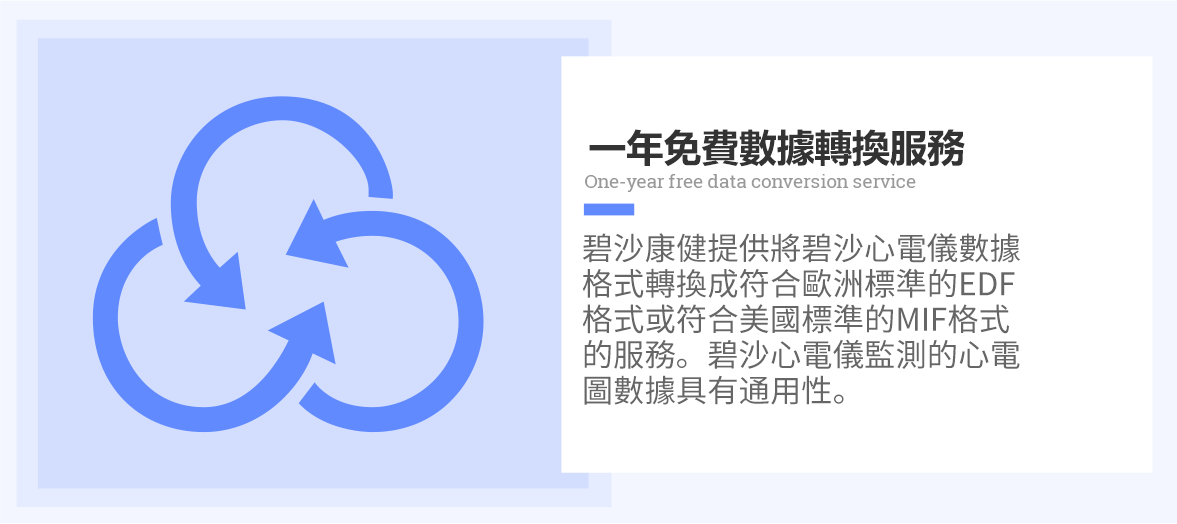 一年免費數據轉換服務
One-year free data conversion service
碧沙康健提供將碧沙心電儀數據
格式轉換成符合歐洲標準的EDF
格式或符合美國標準的MIF格式
的服務。碧沙心電儀監測的心電
圖數據具有通用性。